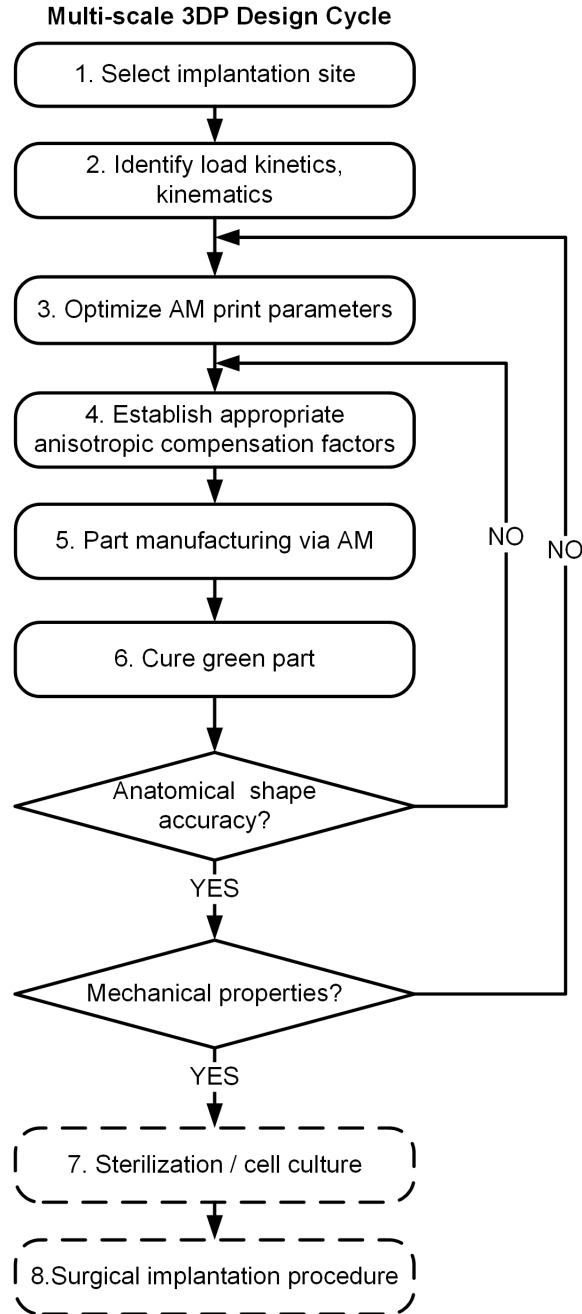 Multi-scale 3DP Design Cycle
1. Select implantation site
2. Identify load kinetics,
kinematics
3. Optimize AM print parameters
4. Establish appropriate
anisotropic compensation factors
5. Part manufacturing via AM
NO
NO
6. Cure green part
Anatomical shape
accuracy?
YES
Mechanical properties?
YES
7. Sterilization / cell culture
8.Surgical implantation procedure